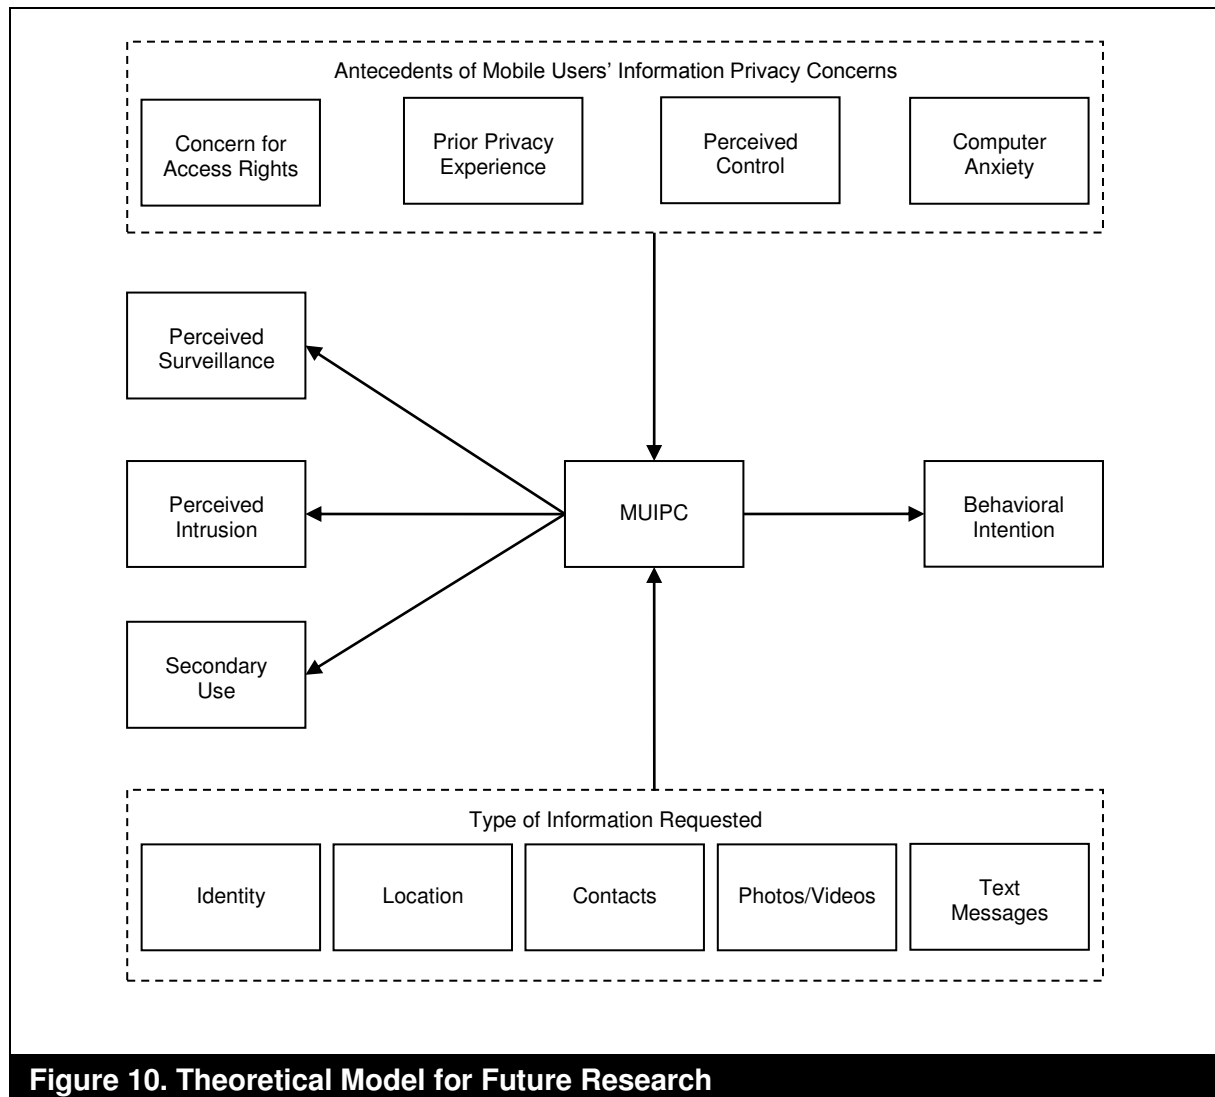 Antecedents of Mobile Users’ Information Privacy Concerns
Concern for
Access Rights
Prior Privacy
Experience
Perceived
Control
Computer
Anxiety
Perceived
Surveillance
Perceived
Intrusion
MUIPC
Behavioral
Intention
Secondary
Use
Type of Information Requested
Identity
Location
Contacts
Photos/Videos
Text
Messages
Figure 10. Theoretical Model for Future Research